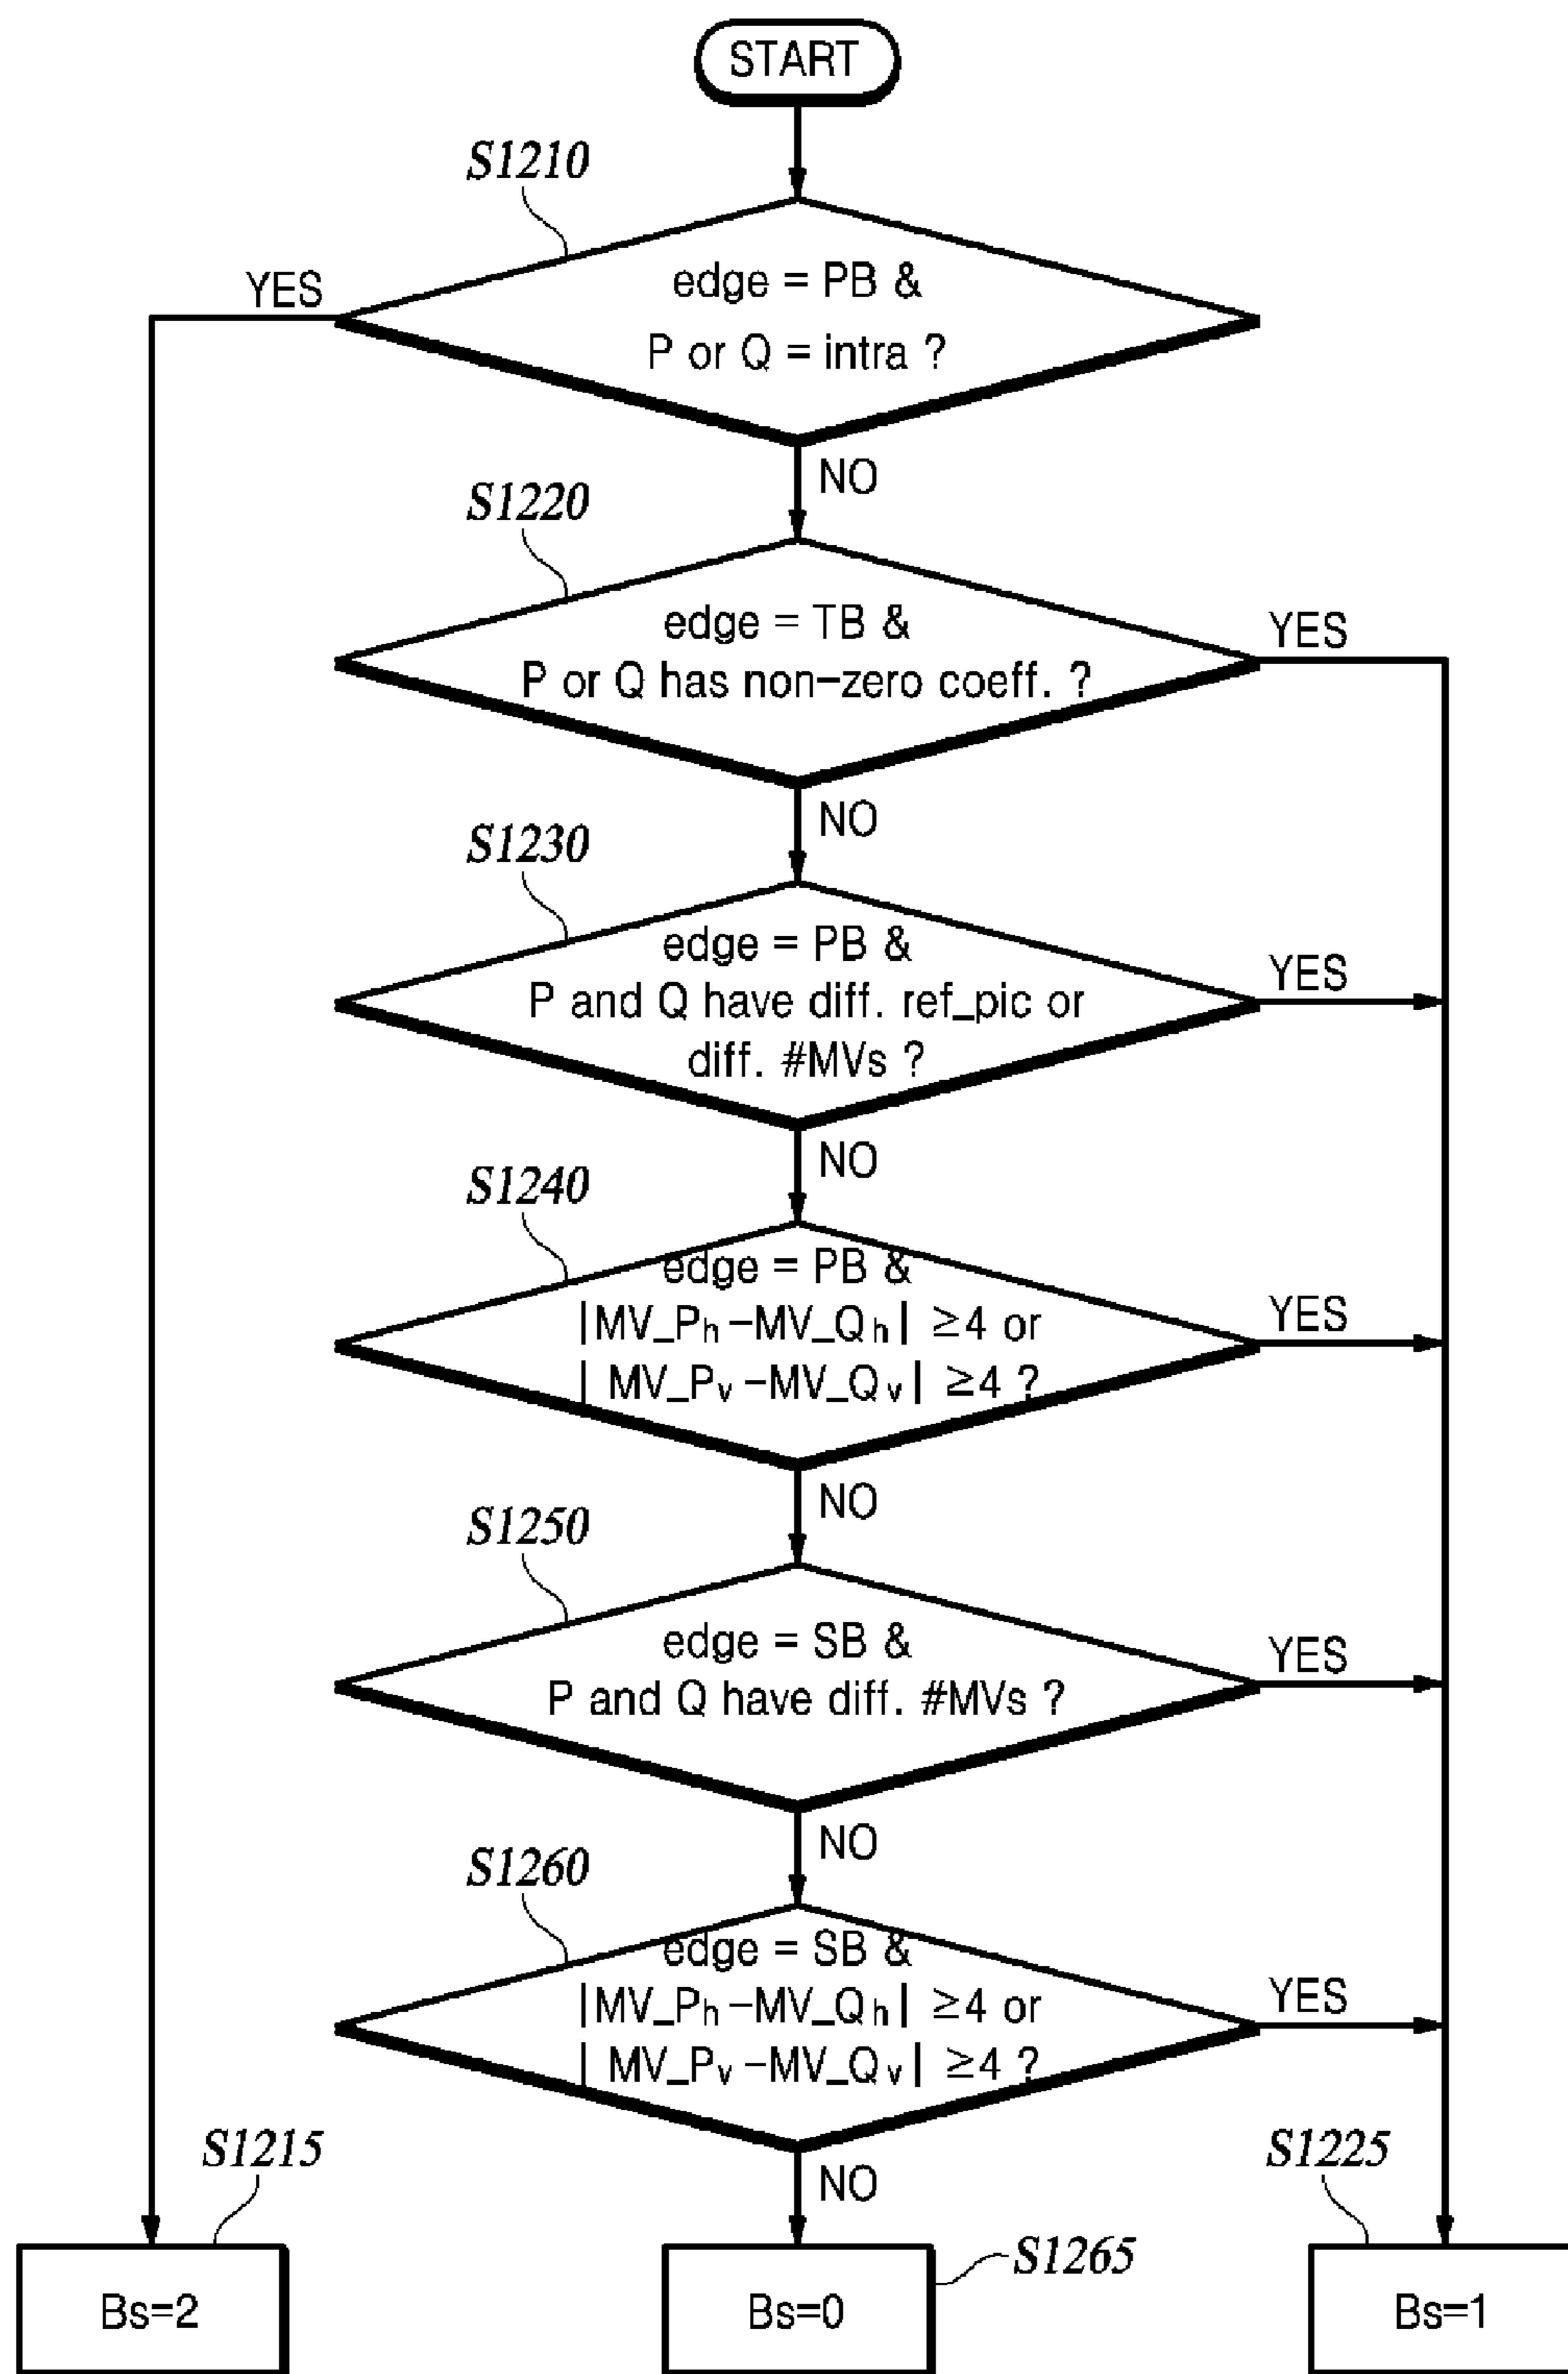 START
S1210
edge = PB &
P or Q = intra ?
YES
NO
S1220
edge = TB &
P or Q has non-zero coeff. ?
YES
NO
S1230
edge = PB &
P and Q have diff. ref_pic or
diff. #MVs ?
YES
NO
S1240
edge = PB &
|MV_Ph-MV_Qh| ≥4 or
| MV_Pv-MV_Qv| ≥4 ?
YES
NO
S1250
edge = SB &
P and Q have diff. #MVs ?
YES
NO
S1260
edge = SB &
|MV_Ph-MV_Qh| ≥4 or
| MV_Pv-MV_Qv| ≥4 ?
YES
NO
S1215
Bs=2
S1265
Bs=0
S1225
Bs=1